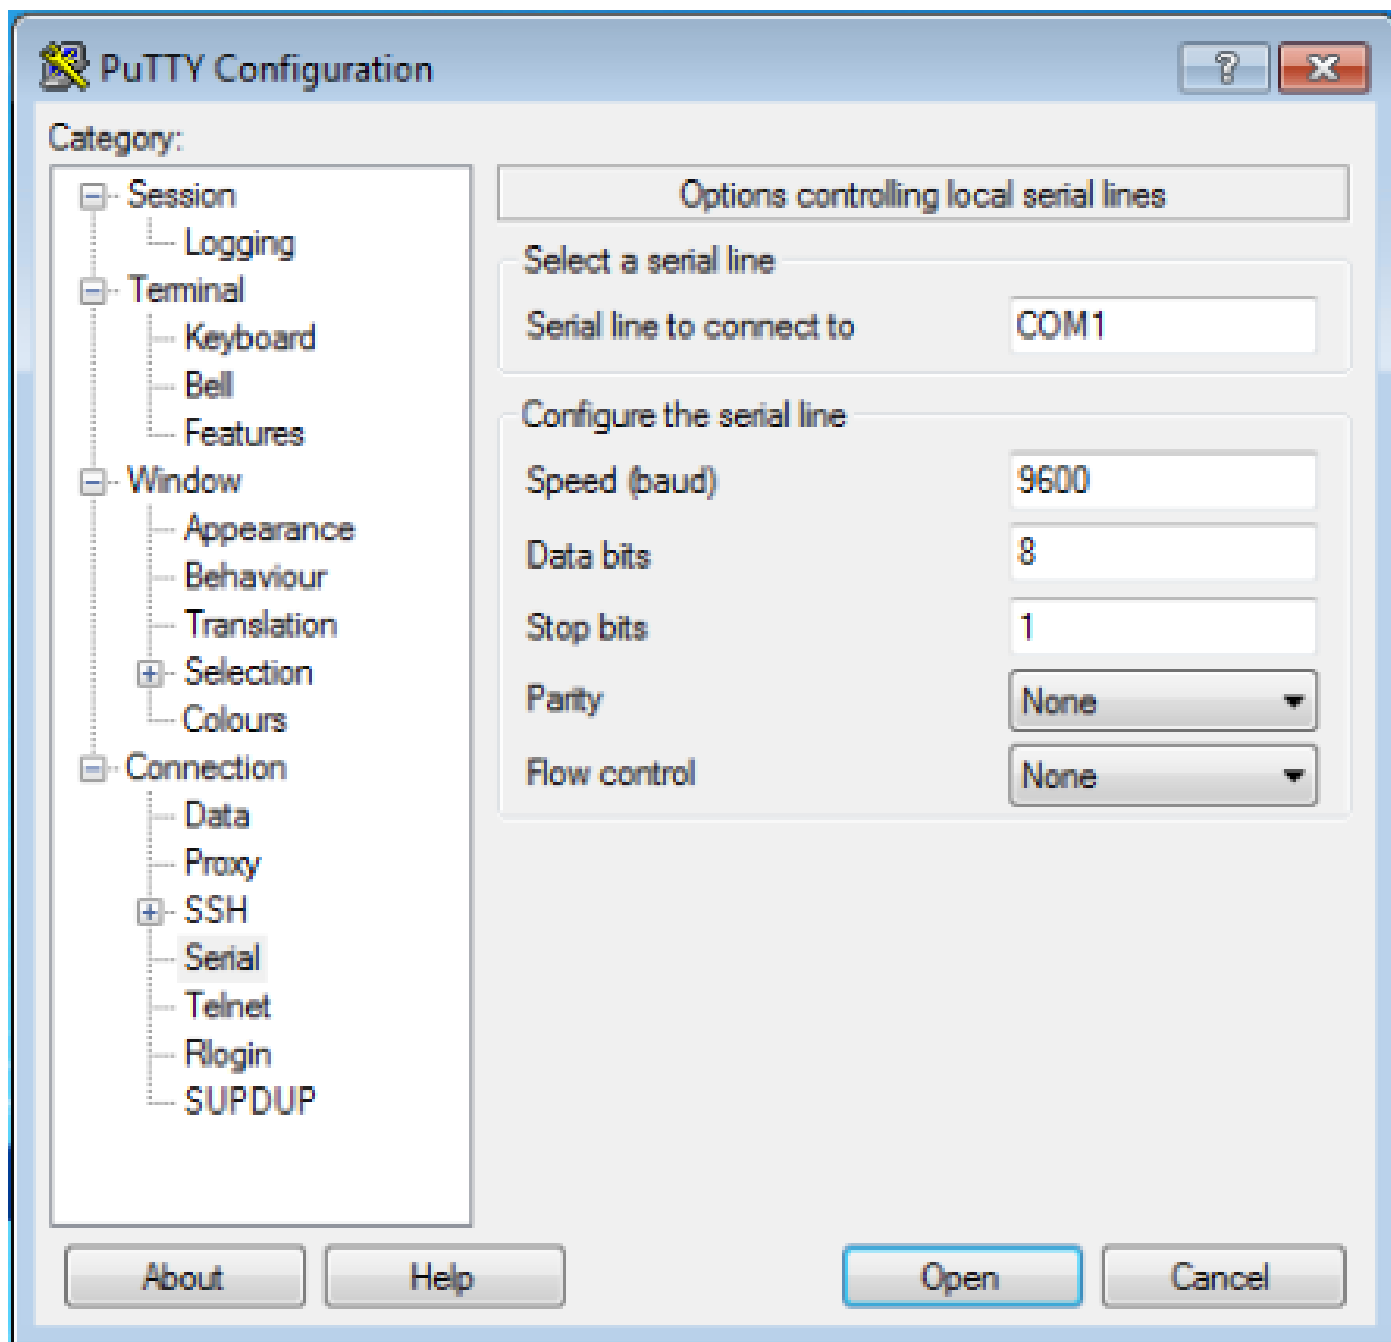 PuTTY Configuration
?
Category:
Session
Logging
Terminal
Keyboard
Bell
Features
Window
Appearance
Behaviour
Translation
Selection
Colours
Connection
Data
Proxy
SSH
Serial
Telnet
Rlogin
SUPDUP
Options controlling local serial lines
Select a serial line
Serial line to connect to COM1
Configure the serial line
Speed (baud) 9600
Data bits 8
Stop bits 1
Parity None
Flow control None
About Help Open Cancel